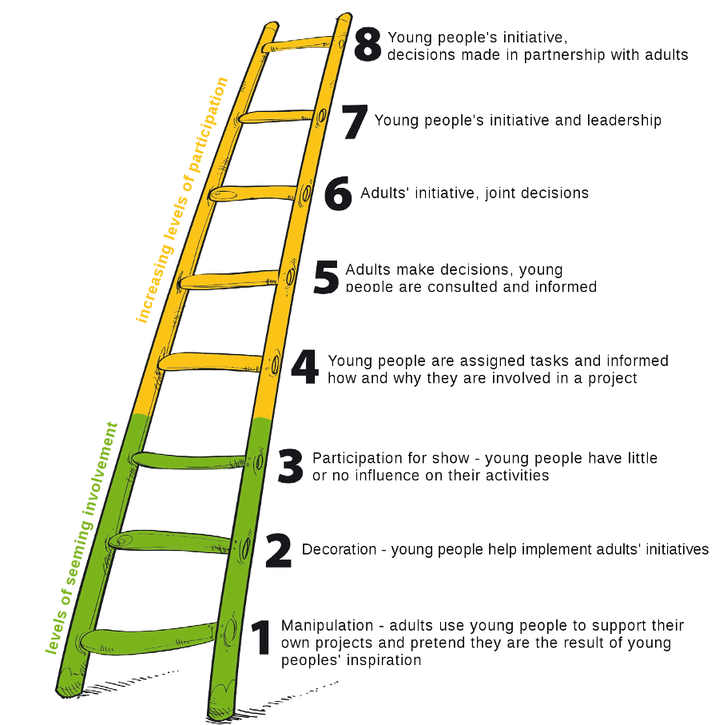 8 Young people's initiative,
decisions made in partnership with adults
7 Young people's initiative and leadership
6 Adults' initiative, joint decisions
5 Adults make decisions, young
people are consulted and informed
4 Young people are assigned tasks and informed
how and why they are involved in a project
3 Participation for show - young people have little
or no influence on their activities
2 Decoration - young people help implement adults' initiatives
1 Manipulation - adults use young people to support their
own projects and pretend they are the result of young
peoples' inspiration
increasing levels of participation
levels of seeming involvement